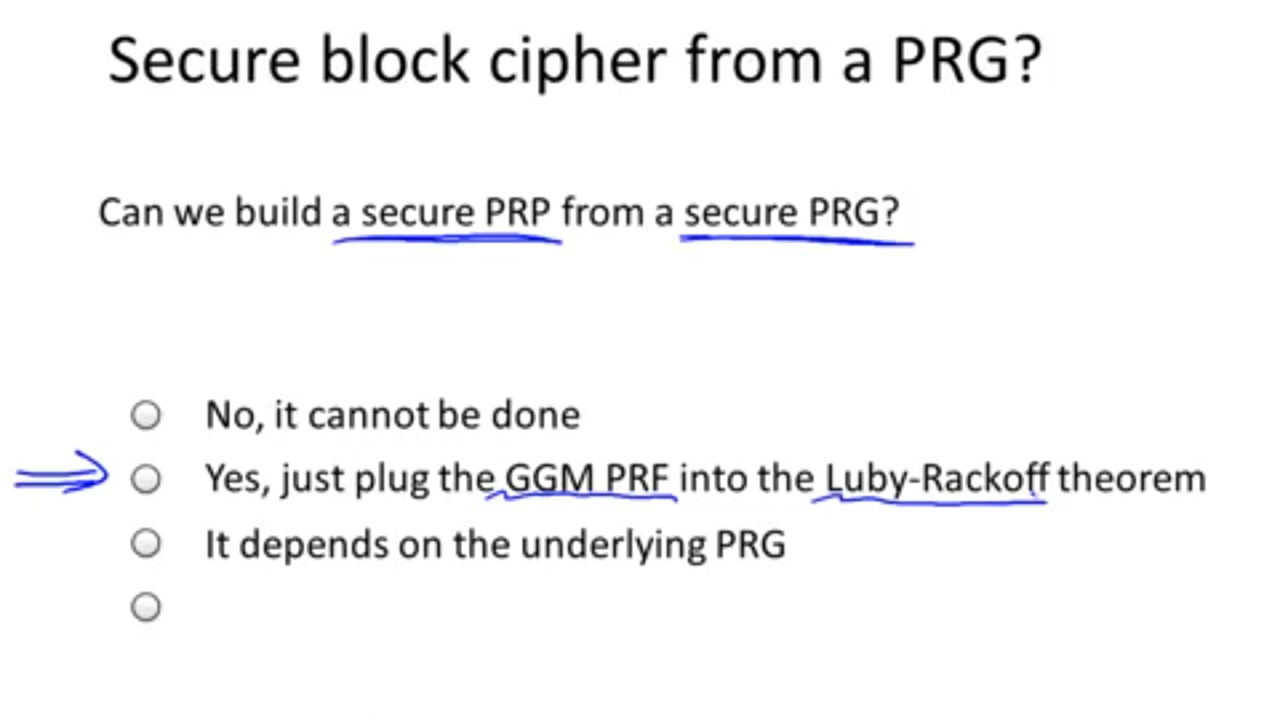 Secure block cipher from a PRG?
Can we build a secure PRP from a secure PRG?
No, it cannot be done
Yes, just plug the GGM PRF into the Luby-Rackoff theorem
It depends on the underlying PRG